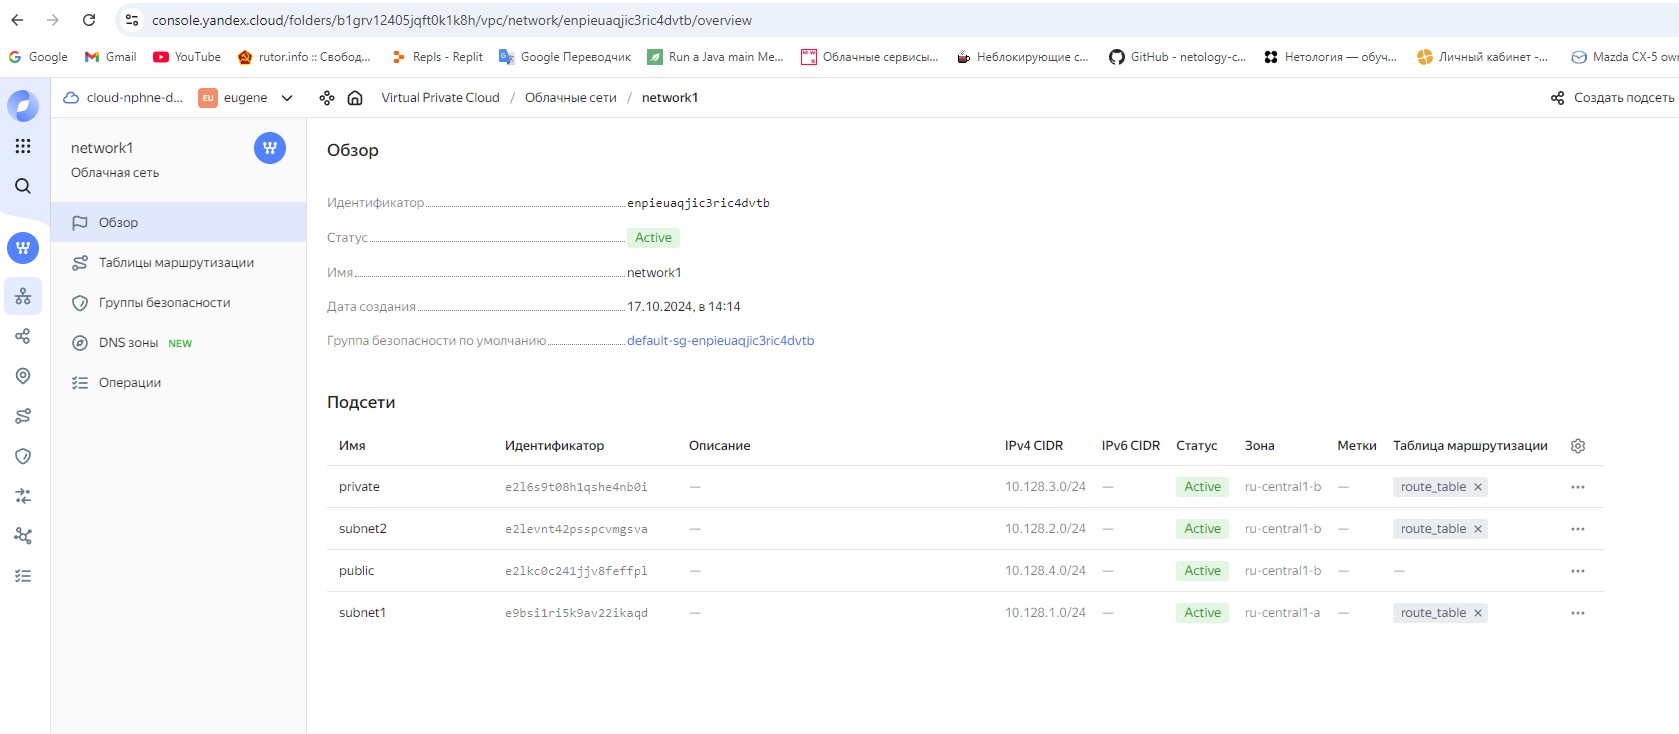 console.yandex.cloud/folders/b1grv12405jqft0k1k8h/vpc/network/enpieuaqjic3ric4dvtb/overview
Google Gmail YouTube rutor.info :: Свобод... Repls - Replit Google Переводчик Run a Java main Me... Облачные сервисы... Неблокирующие с... GitHub - netology-c... Нетология — обуч... Личный кабинет -... Mazda CX-5 own
cloud-nphne-d... EU eugene Virtual Private Cloud / Облачные сети / network1 Создать подсеть
network1
Облачная сеть
Обзор
Таблицы маршрутизации
Группы безопасности
DNS зоны NEW
Операции
Обзор
Идентификатор enpieuaqjic3ric4dvtb
Статус Active
Имя network1
Дата создания 17.10.2024, в 14:14
Группа безопасности по умолчанию default-sg-enpieuaqjic3ric4dvtb
Подсети
Имя Идентификатор Описание IPv4 CIDR IPv6 CIDR Статус Зона Метки Таблица маршрутизации
private e2l6s9t08h1qshe4nb0i — 10.128.3.0/24 — Active ru-central1-b — route_table ×
subnet2 e2levnt42psspcvmgsva — 10.128.2.0/24 — Active ru-central1-b — route_table ×
public e2lkc0c241jjv8feffpl — 10.128.4.0/24 — Active ru-central1-b — —
subnet1 e9bsi1ri5k9av22ikaqd — 10.128.1.0/24 — Active ru-central1-a — route_table ×